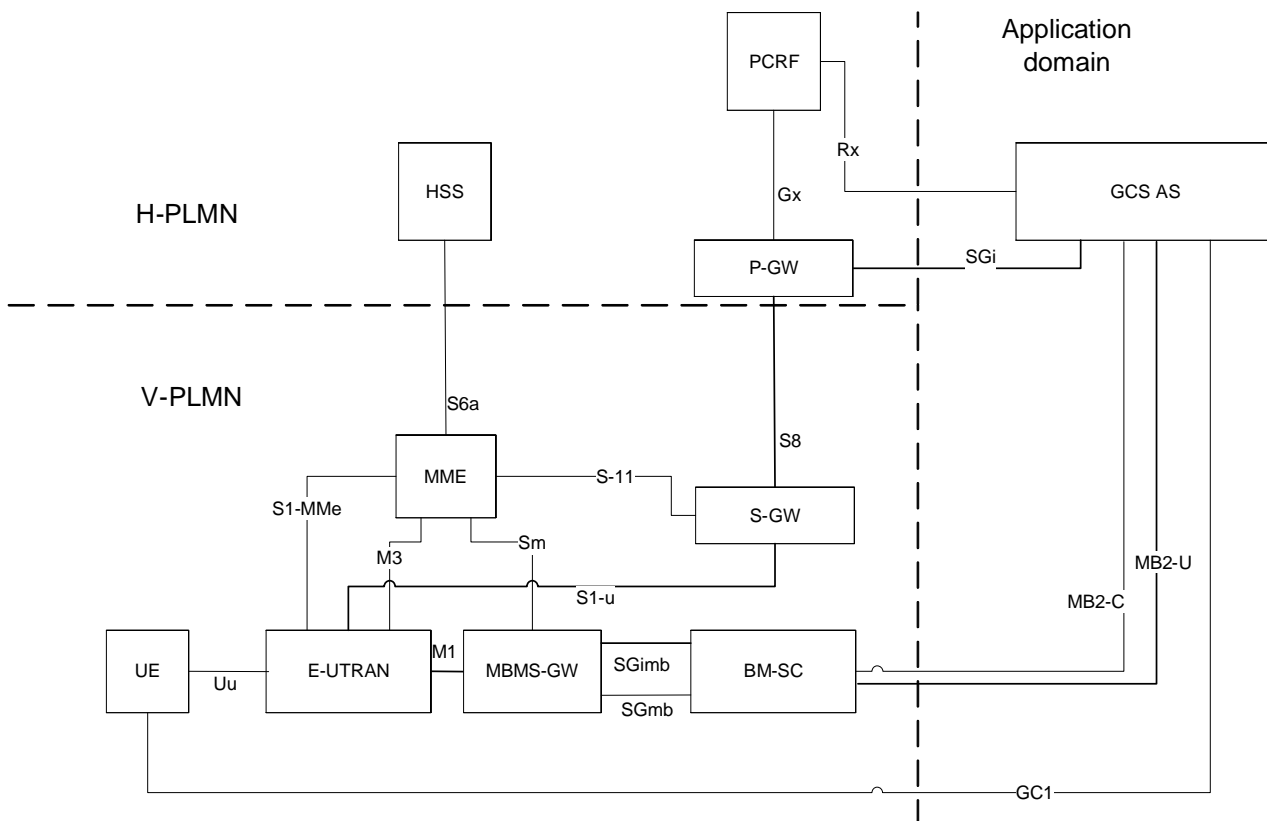 Application
domain
PCRF
Rx
HSS
GCS AS
Gx
H-PLMN
P-GW
SGi
V-PLMN
S6a
S8
MME
S-11
S1-MMe
S-GW
M3
Sm
MB2-U
S1-u
MB2-C
UE
Uu
E-UTRAN
M1
MBMS-GW
SGimb
SGmb
BM-SC
GC1